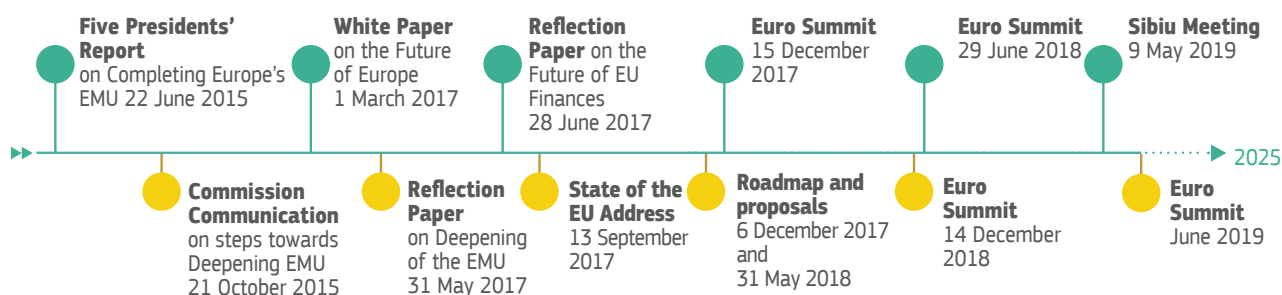 Five Presidents'
Report
on Completing Europe's
EMU 22 June 2015
White Paper
on the Future
of Europe
1 March 2017
Reflection
Paper on the
Future of EU
Finances
28 June 2017
Euro Summit
15 December
2017
Euro Summit
29 June 2018
Sibiu Meeting
9 May 2019
2025
Commission
Communication
on steps towards
Deepening EMU
21 October 2015
Reflection
Paper
on Deepening
of the EMU
31 May 2017
State of the
EU Address
13 September
2017
Roadmap and
proposals
6 December 2017
and
31 May 2018
Euro
Summit
14 December
2018
Euro
Summit
June 2019